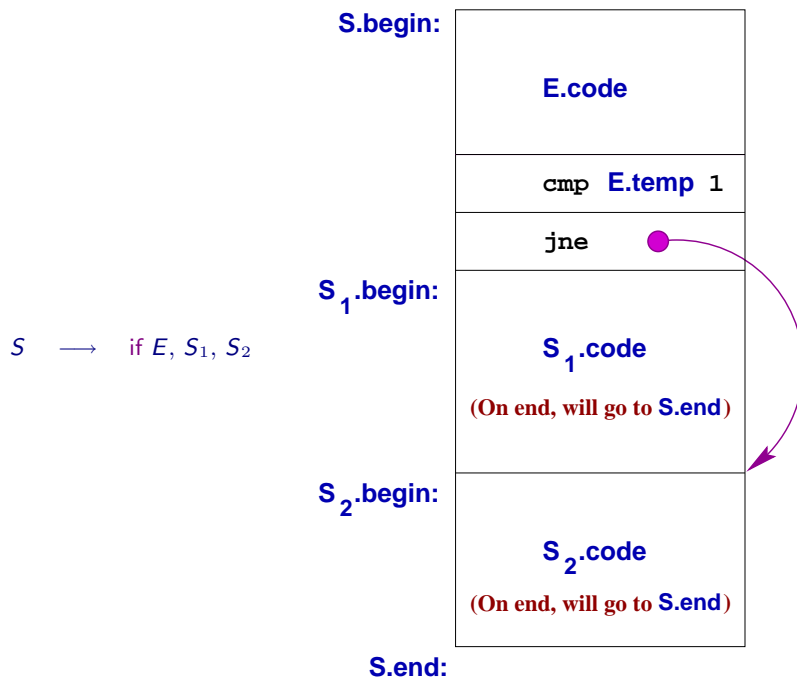 S.begin:
E.code
cmp E.temp 1
jne
S₁.begin:
S ⟶ if E, S₁, S₂
S₁.code
(On end, will go to S.end)
S₂.begin:
S₂.code
(On end, will go to S.end)
S.end: